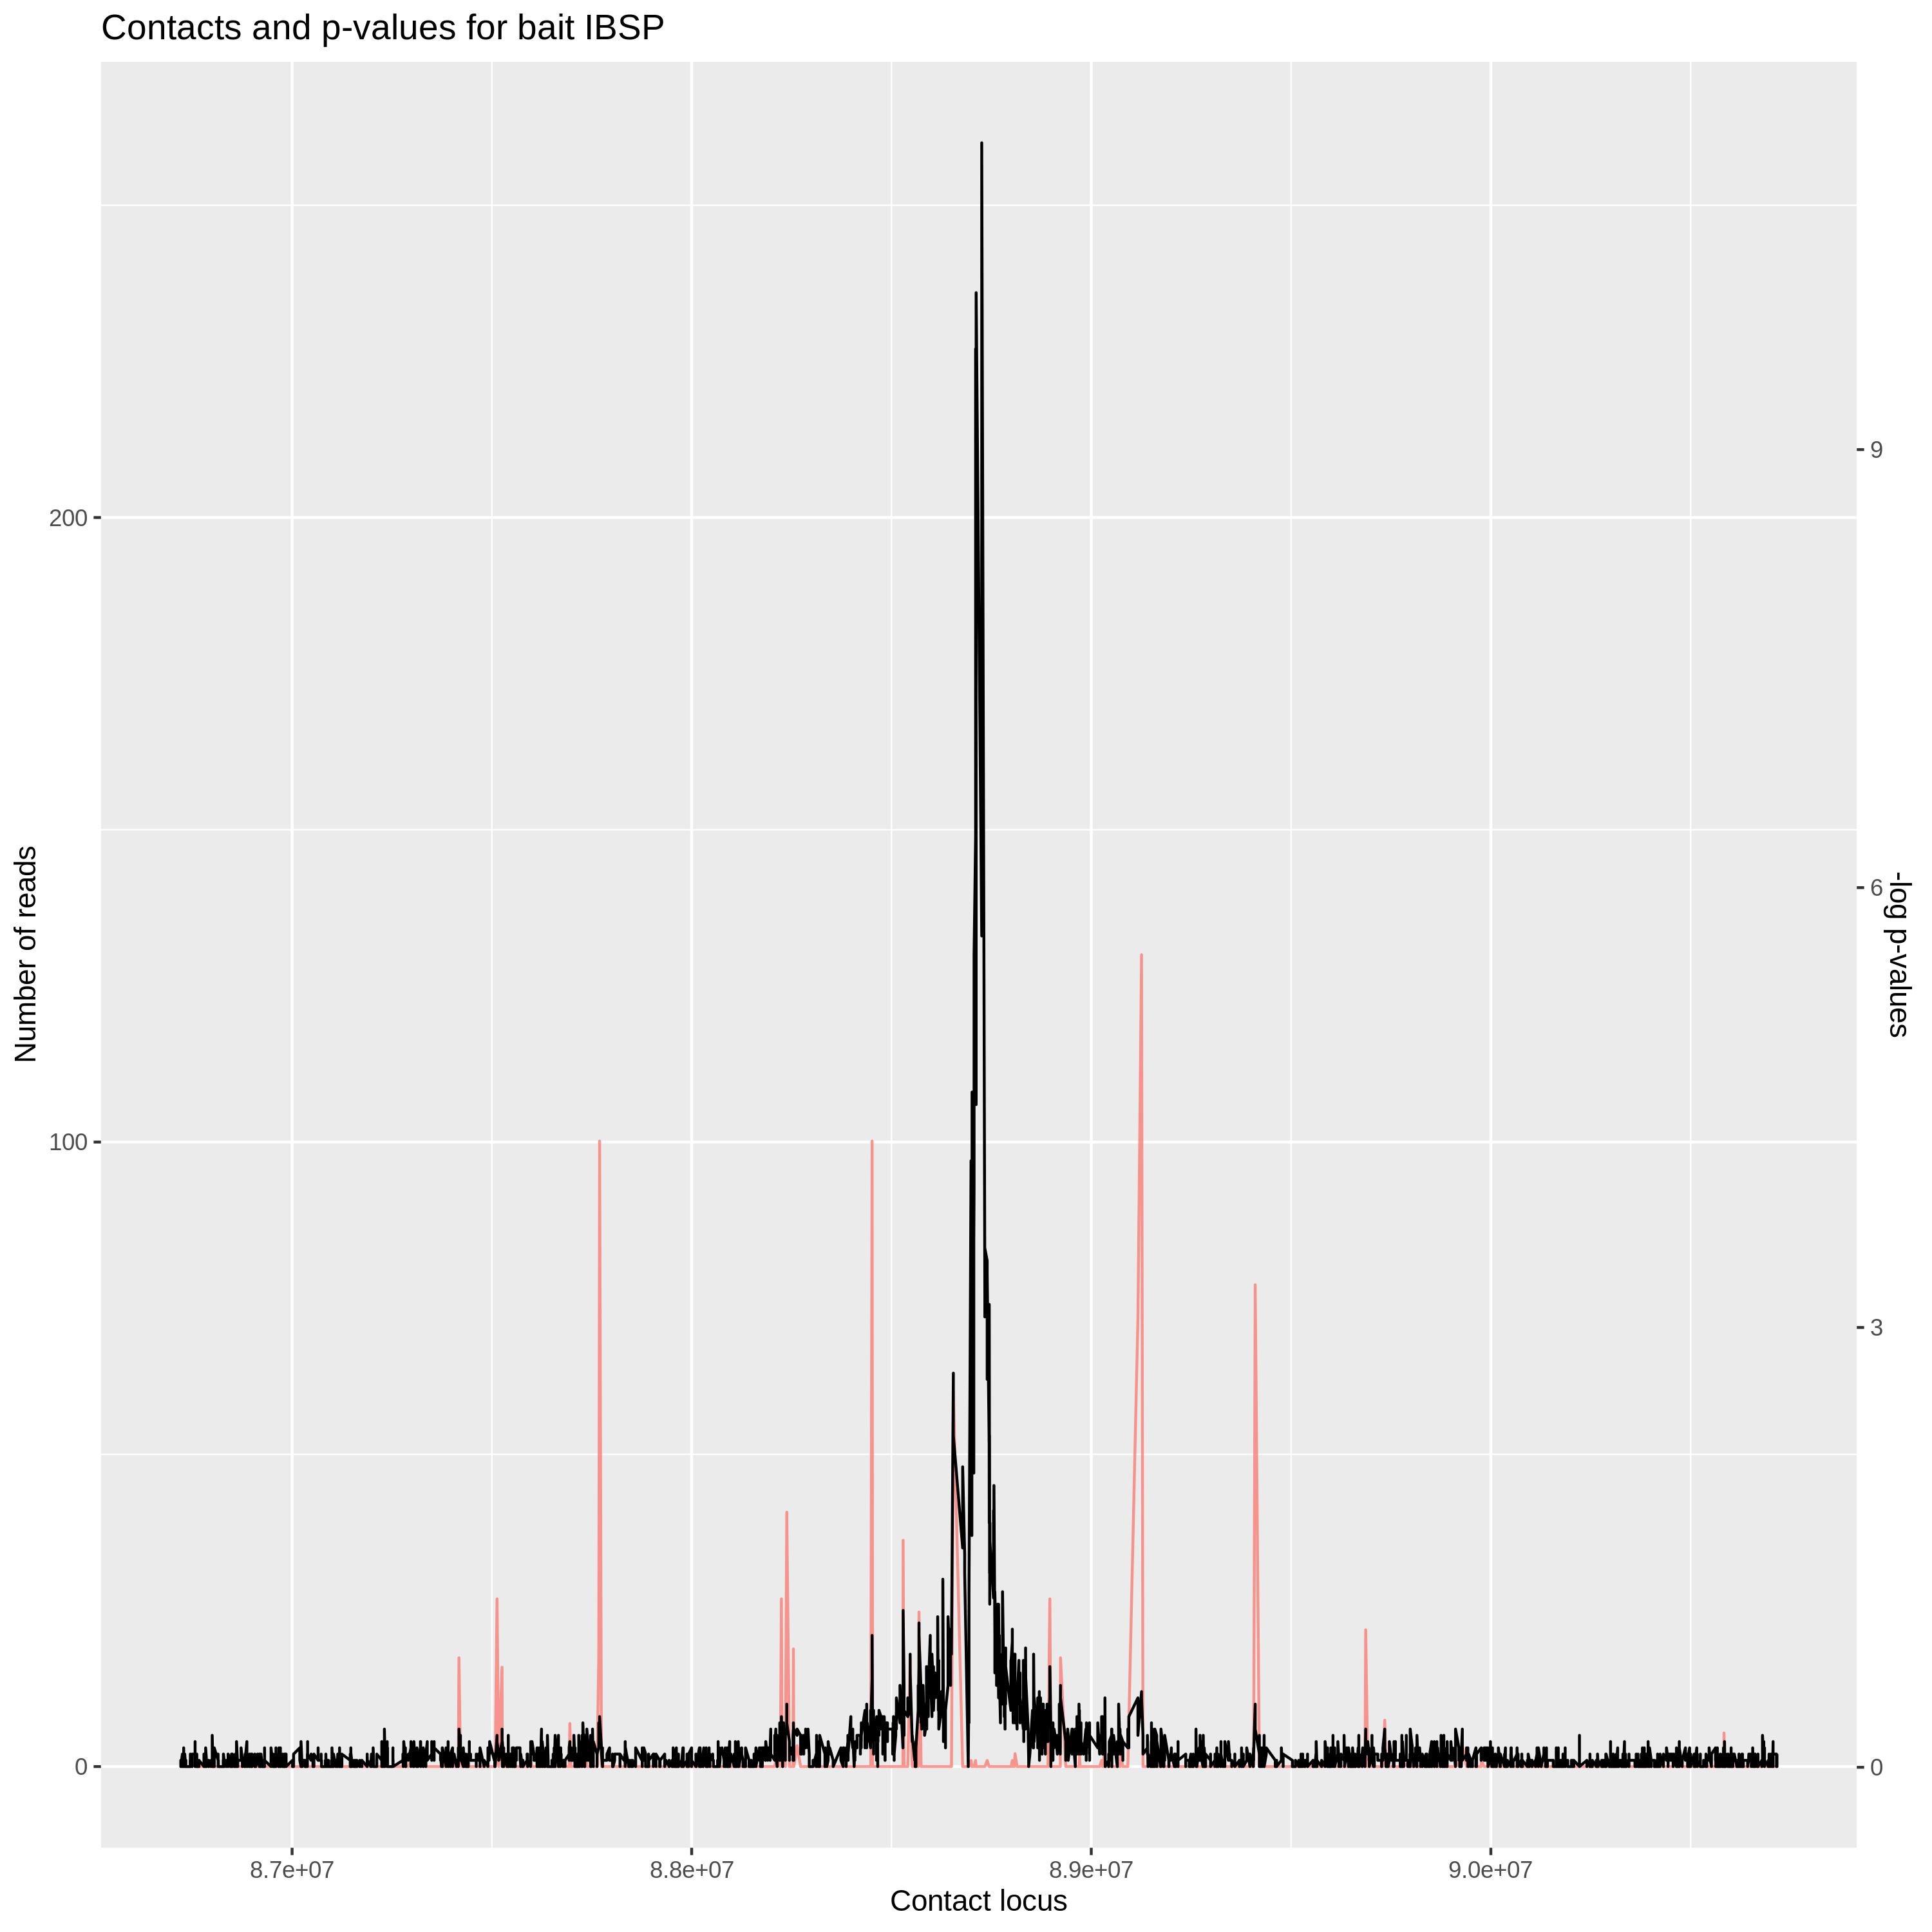 Contacts and p-values for bait IBSP
Number of reads
200
100
0
9
6
3
0
-log p-values
8.7e+07
8.8e+07
8.9e+07
9.0e+07
Contact locus